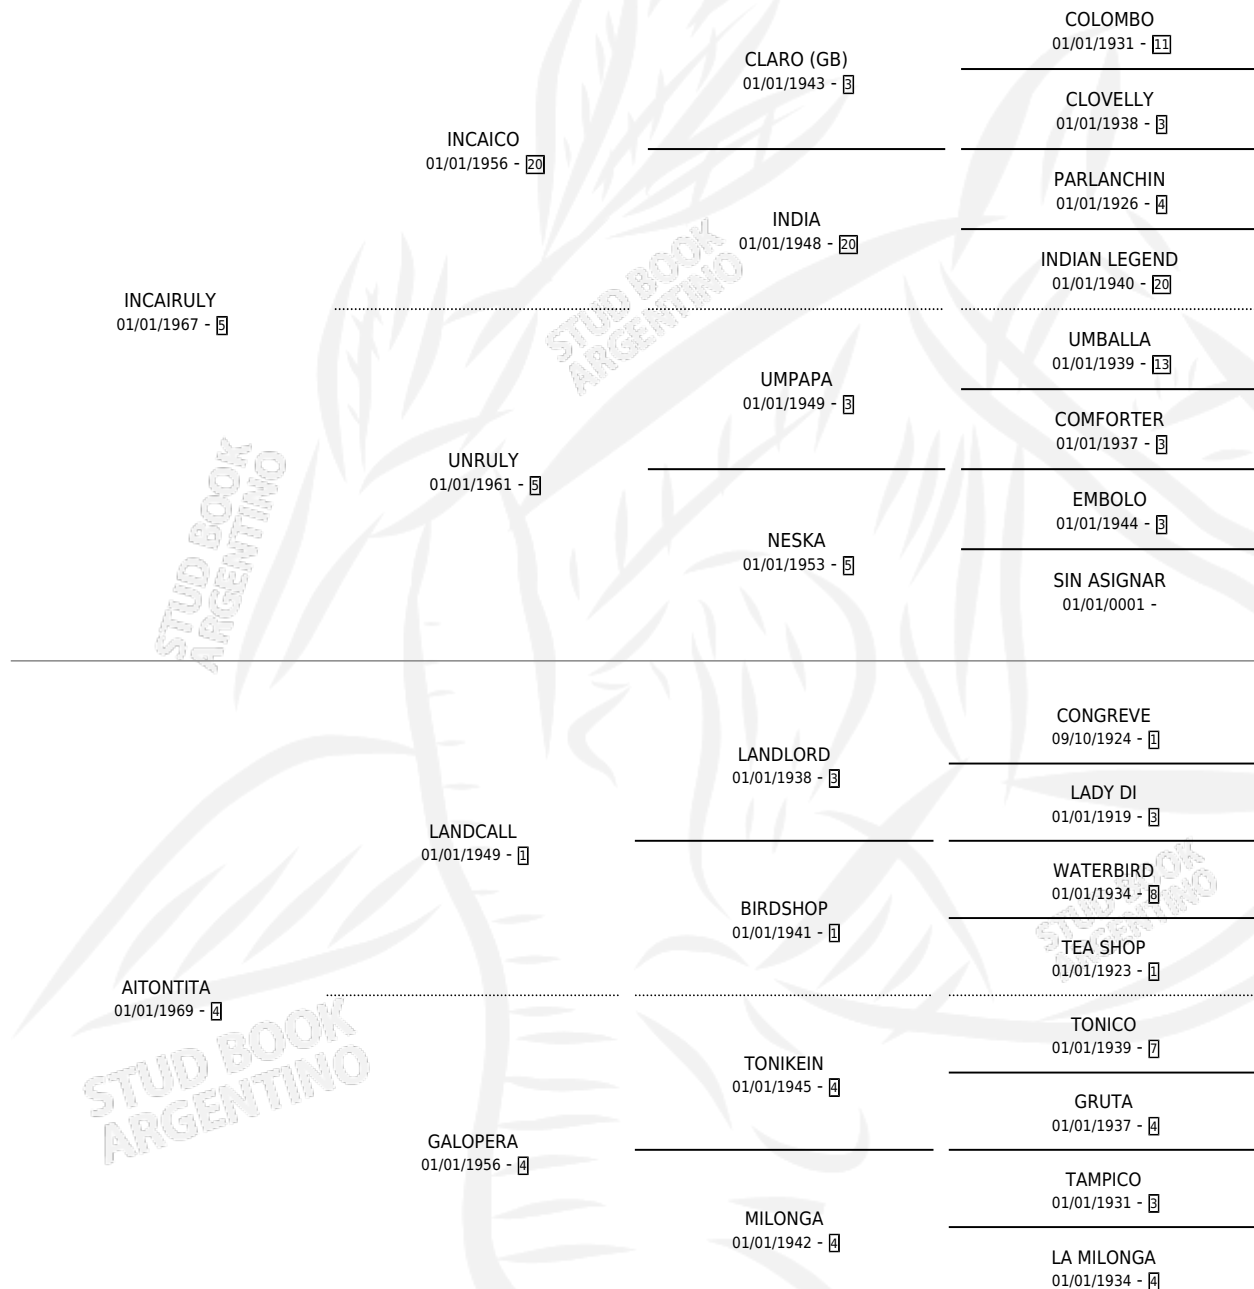 COLOMBO
01/01/1931 - 11
CLARO (GB)
01/01/1943 - 3
CLOVELLY
01/01/1938 - 3
INCAICO
01/01/1956 - 20
PARLANCHIN
01/01/1926 - 4
INDIA
01/01/1948 - 20
INDIAN LEGEND
01/01/1940 - 20
INCAIRULY
01/01/1967 - 5
UMBALLA
01/01/1939 - 13
UMPAPA
01/01/1949 - 3
COMFORTER
01/01/1937 - 3
UNRULY
01/01/1961 - 5
EMBOLO
01/01/1944 - 3
NESKA
01/01/1953 - 5
SIN ASIGNAR
01/01/0001 -
STUD BOOK
ARGENTINO
STUD BOOK
ARGENTINO
CONGREVE
09/10/1924 - 1
LANDLORD
01/01/1938 - 3
LADY DI
01/01/1919 - 3
LANDCALL
01/01/1949 - 1
WATERBIRD
01/01/1934 - 8
BIRDSHOP
01/01/1941 - 1
TEA SHOP
01/01/1923 - 1
AITONTITA
01/01/1969 - 4
TONICO
01/01/1939 - 7
TONIKEIN
01/01/1945 - 4
GRUTA
01/01/1937 - 4
GALOPERA
01/01/1956 - 4
TAMPICO
01/01/1931 - 3
MILONGA
01/01/1942 - 4
LA MILONGA
01/01/1934 - 4
STUD BOOK
ARGENTINO
STUD BOOK
ARGENTINO